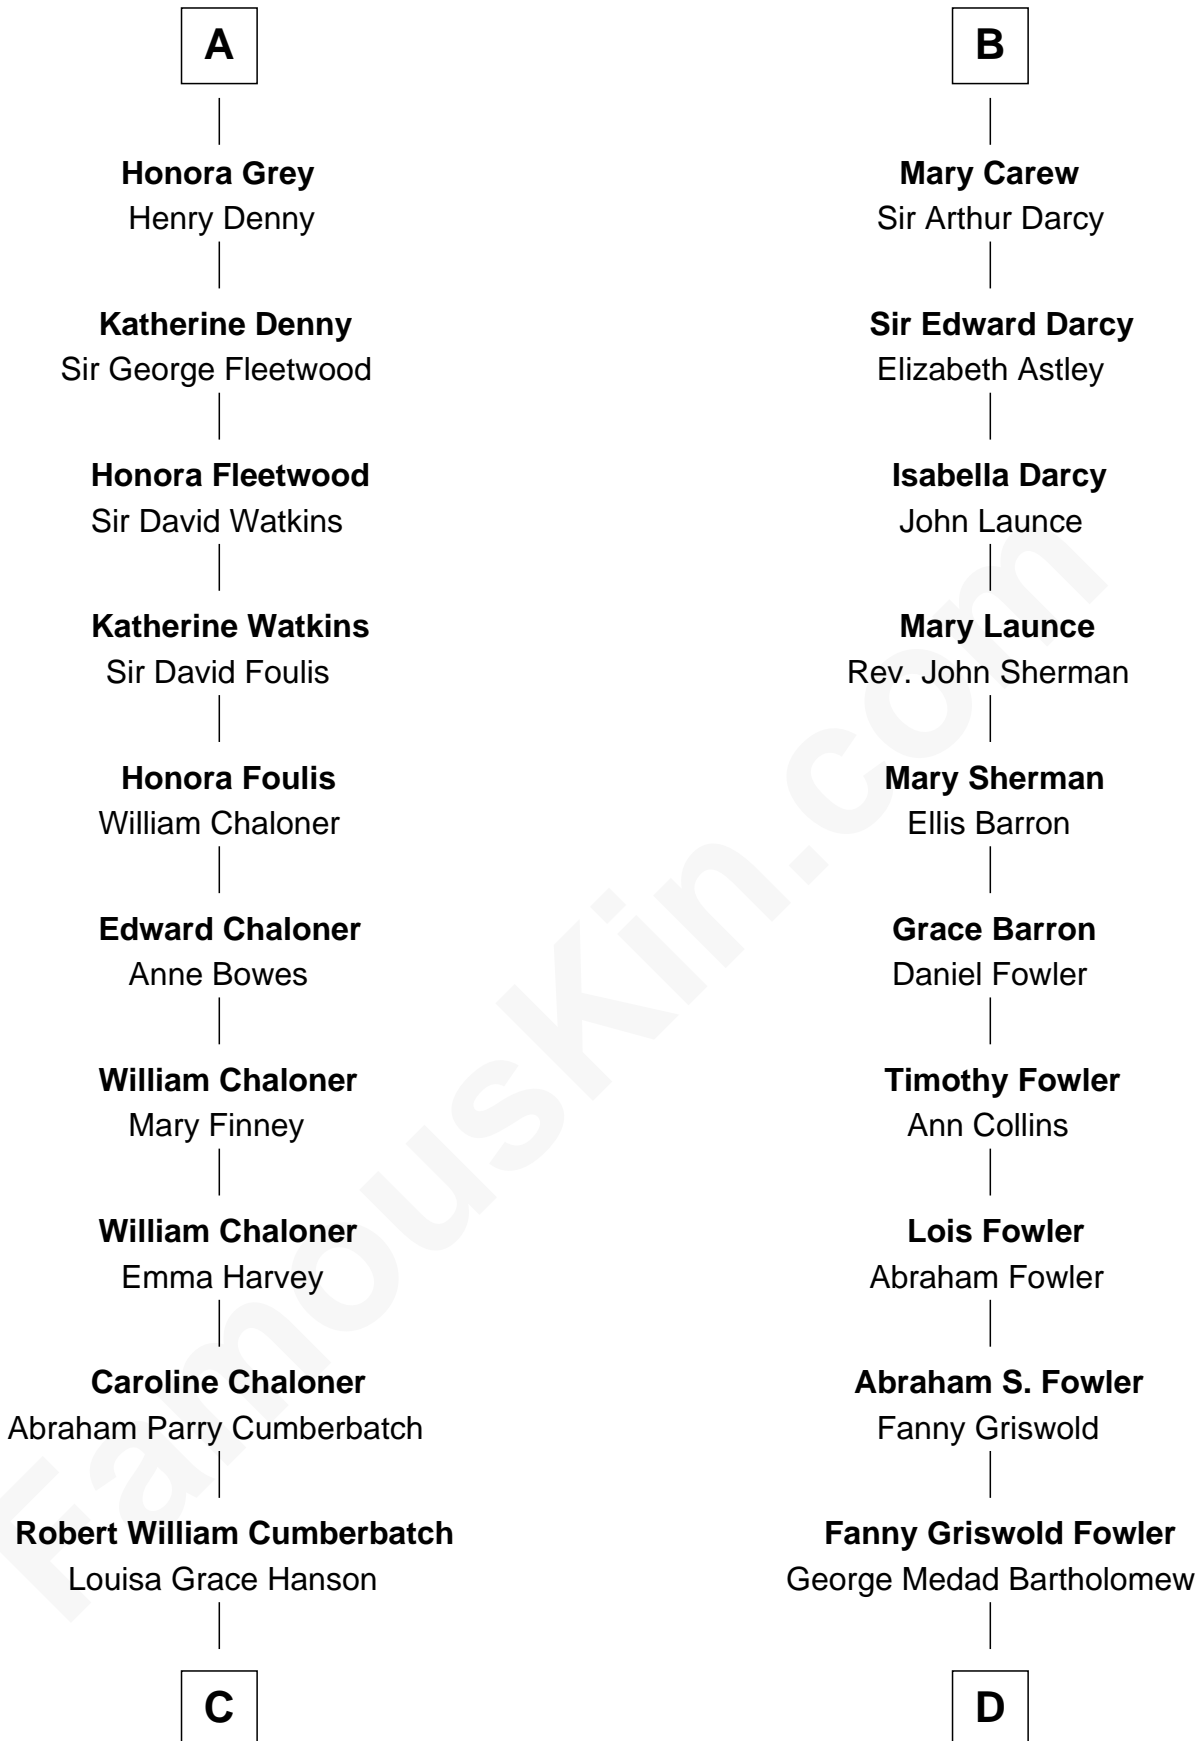 A
Honora Grey
Henry Denny
Katherine Denny
Sir George Fleetwood
Honora Fleetwood
Sir David Watkins
Katherine Watkins
Sir David Foulis
Honora Foulis
William Chaloner
Edward Chaloner
Anne Bowes
William Chaloner
Mary Finney
William Chaloner
Emma Harvey
Caroline Chaloner
Abraham Parry Cumberbatch
Robert William Cumberbatch
Louisa Grace Hanson
C
B
Mary Carew
Sir Arthur Darcy
Sir Edward Darcy
Elizabeth Astley
Isabella Darcy
John Launce
Mary Launce
Rev. John Sherman
Mary Sherman
Ellis Barron
Grace Barron
Daniel Fowler
Timothy Fowler
Ann Collins
Lois Fowler
Abraham Fowler
Abraham S. Fowler
Fanny Griswold
Fanny Griswold Fowler
George Medad Bartholomew
D
FamousKin.com